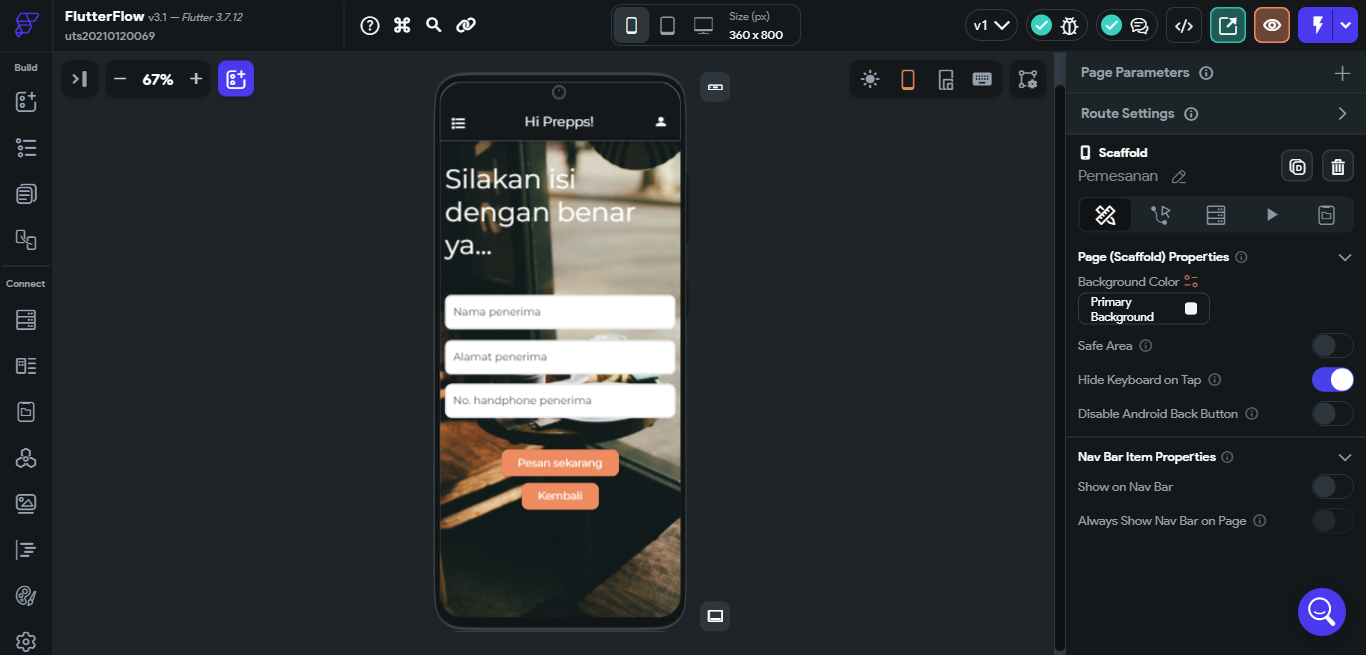 FlutterFlow v3.1 — Flutter 3.7.12
uts20210120069
Size (px)
360 x 800
v1
Build
Connect
67%
Hi Prepps!
Silakan isi
dengan benar
ya...
Nama penerima
Alamat penerima
No. handphone penerima
Pesan sekarang
Kembali
Page Parameters
Route Settings
Scaffold
Pemesanan
Page (Scaffold) Properties
Background Color
Primary
Background
Safe Area
Hide Keyboard on Tap
Disable Android Back Button
Nav Bar Item Properties
Show on Nav Bar
Always Show Nav Bar on Page